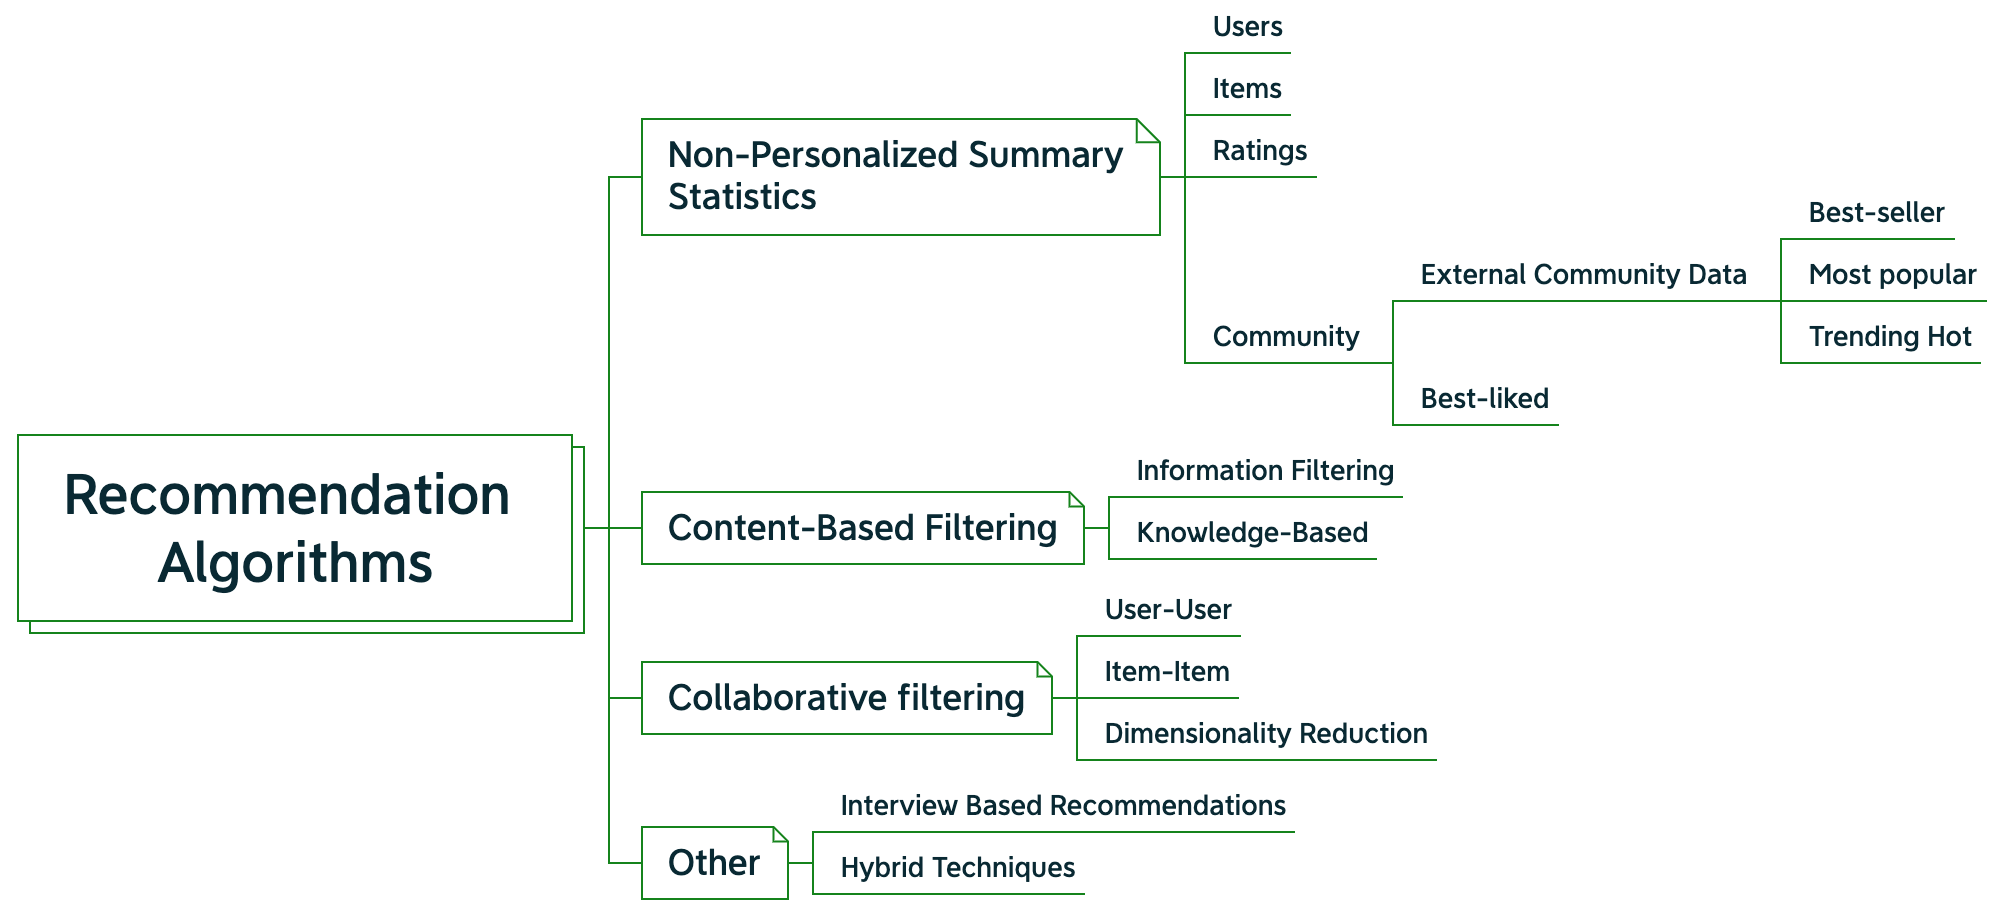 Recommendation
Algorithms
Non-Personalized Summary
Statistics
Users
Items
Ratings
Community
External Community Data
Best-seller
Most popular
Trending Hot
Best-liked
Content-Based Filtering
Information Filtering
Knowledge-Based
Collaborative filtering
User-User
Item-Item
Dimensionality Reduction
Other
Interview Based Recommendations
Hybrid Techniques